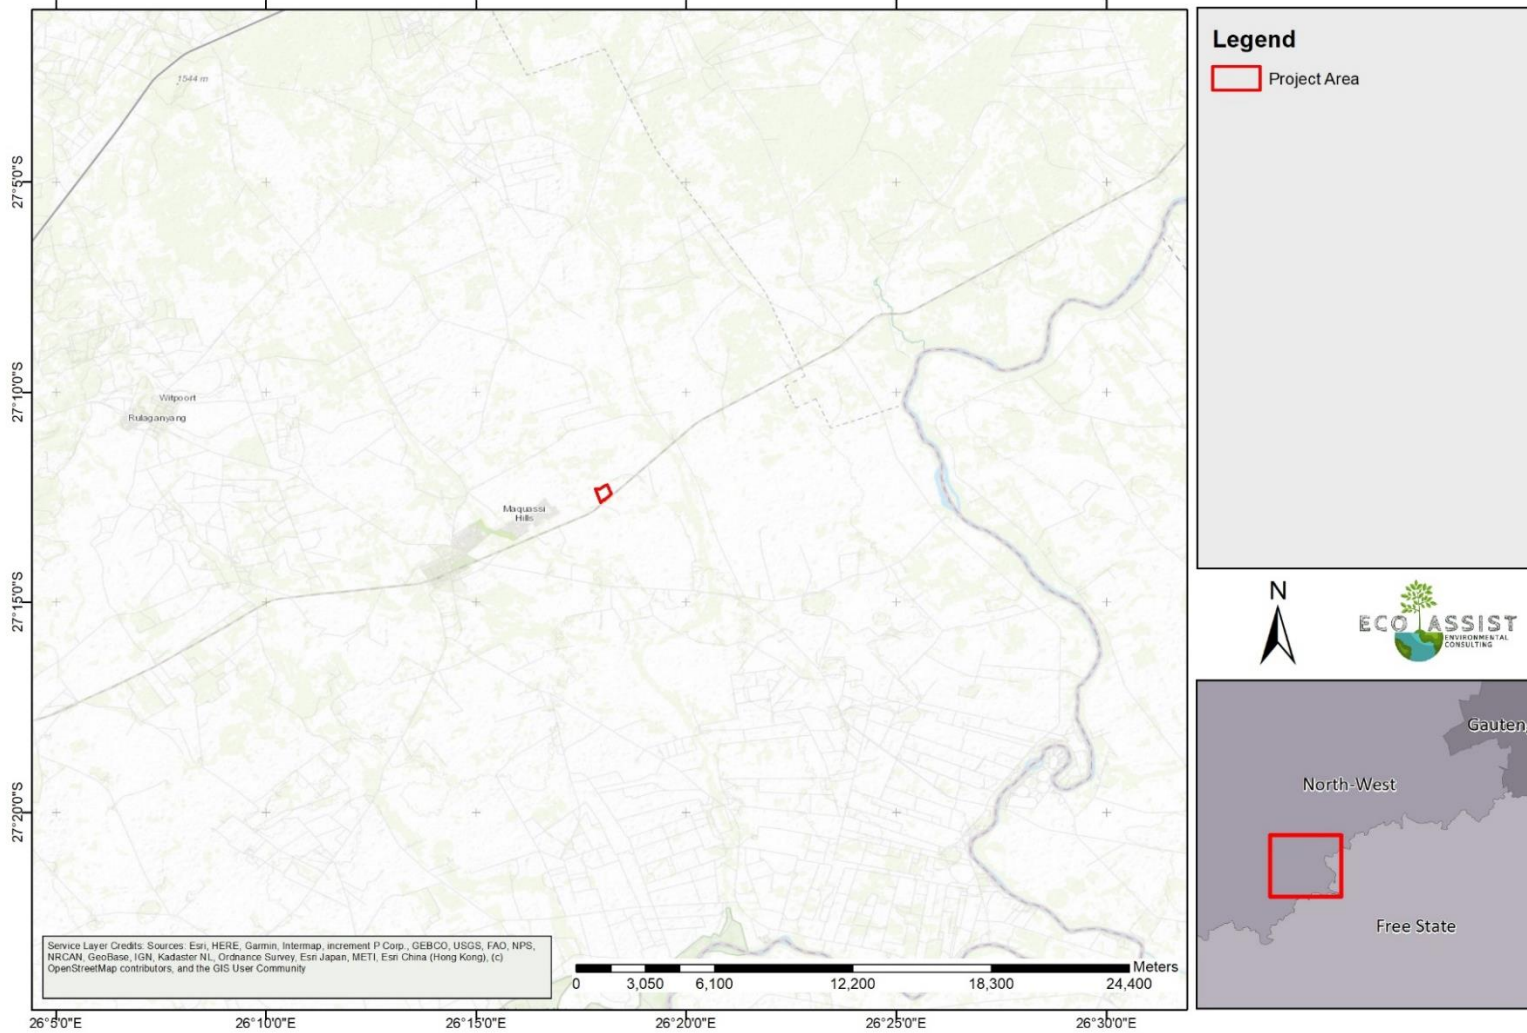 Legend
Project Area
1544 m
27°5'0"S
27°10'0"S
Witpoort
Rulaganyang
Maquassi
Hills
27°15'0"S
27°20'0"S
N
ECO ASSIST
ENVIRONMENTAL
CONSULTING
Gauten
North-West
Free State
Service Layer Credits: Sources: Esri, HERE, Garmin, Intermap, increment P Corp., GEBCO, USGS, FAO, NPS,
NRCAN, GeoBase, IGN, Kadaster NL, Ordnance Survey, Esri Japan, METI, Esri China (Hong Kong), (c)
OpenStreetMap contributors, and the GIS User Community
Meters
0 3,050 6,100 12,200 18,300 24,400
26°5'0"E 26°10'0"E 26°15'0"E 26°20'0"E 26°25'0"E 26°30'0"E